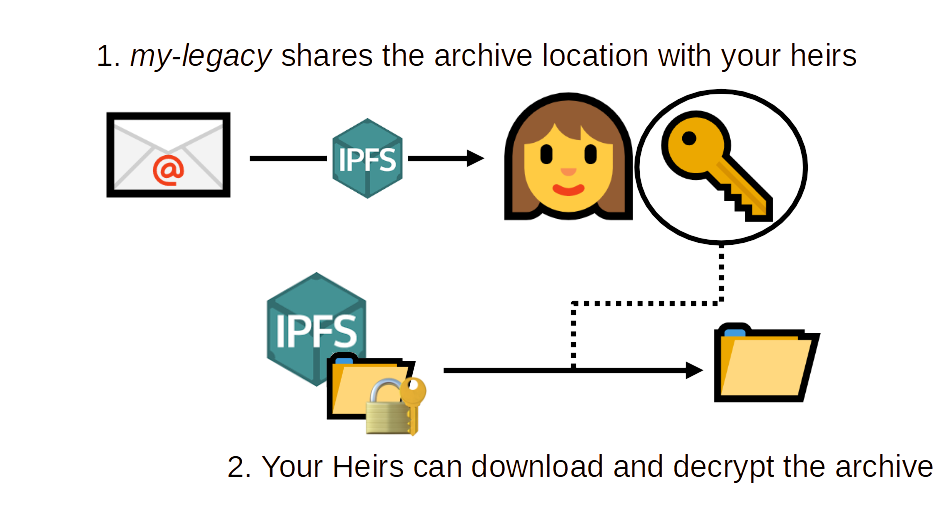 1. my-legacy shares the archive location with your heirs
@
IPFS
IPFS
2. Your Heirs can download and decrypt the archive